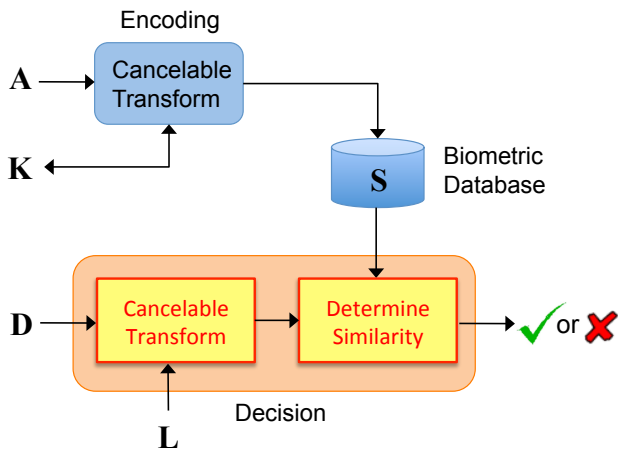 Encoding
A
Cancelable
Transform
K
S
Biometric
Database
D
Cancelable
Transform
Determine
Similarity
or
L
Decision